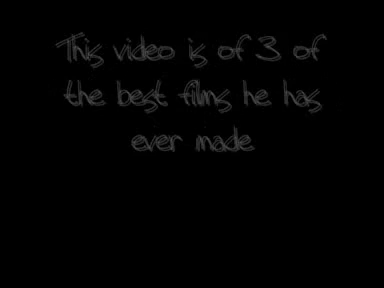 This video is of 3 of
the best films he has
ever made